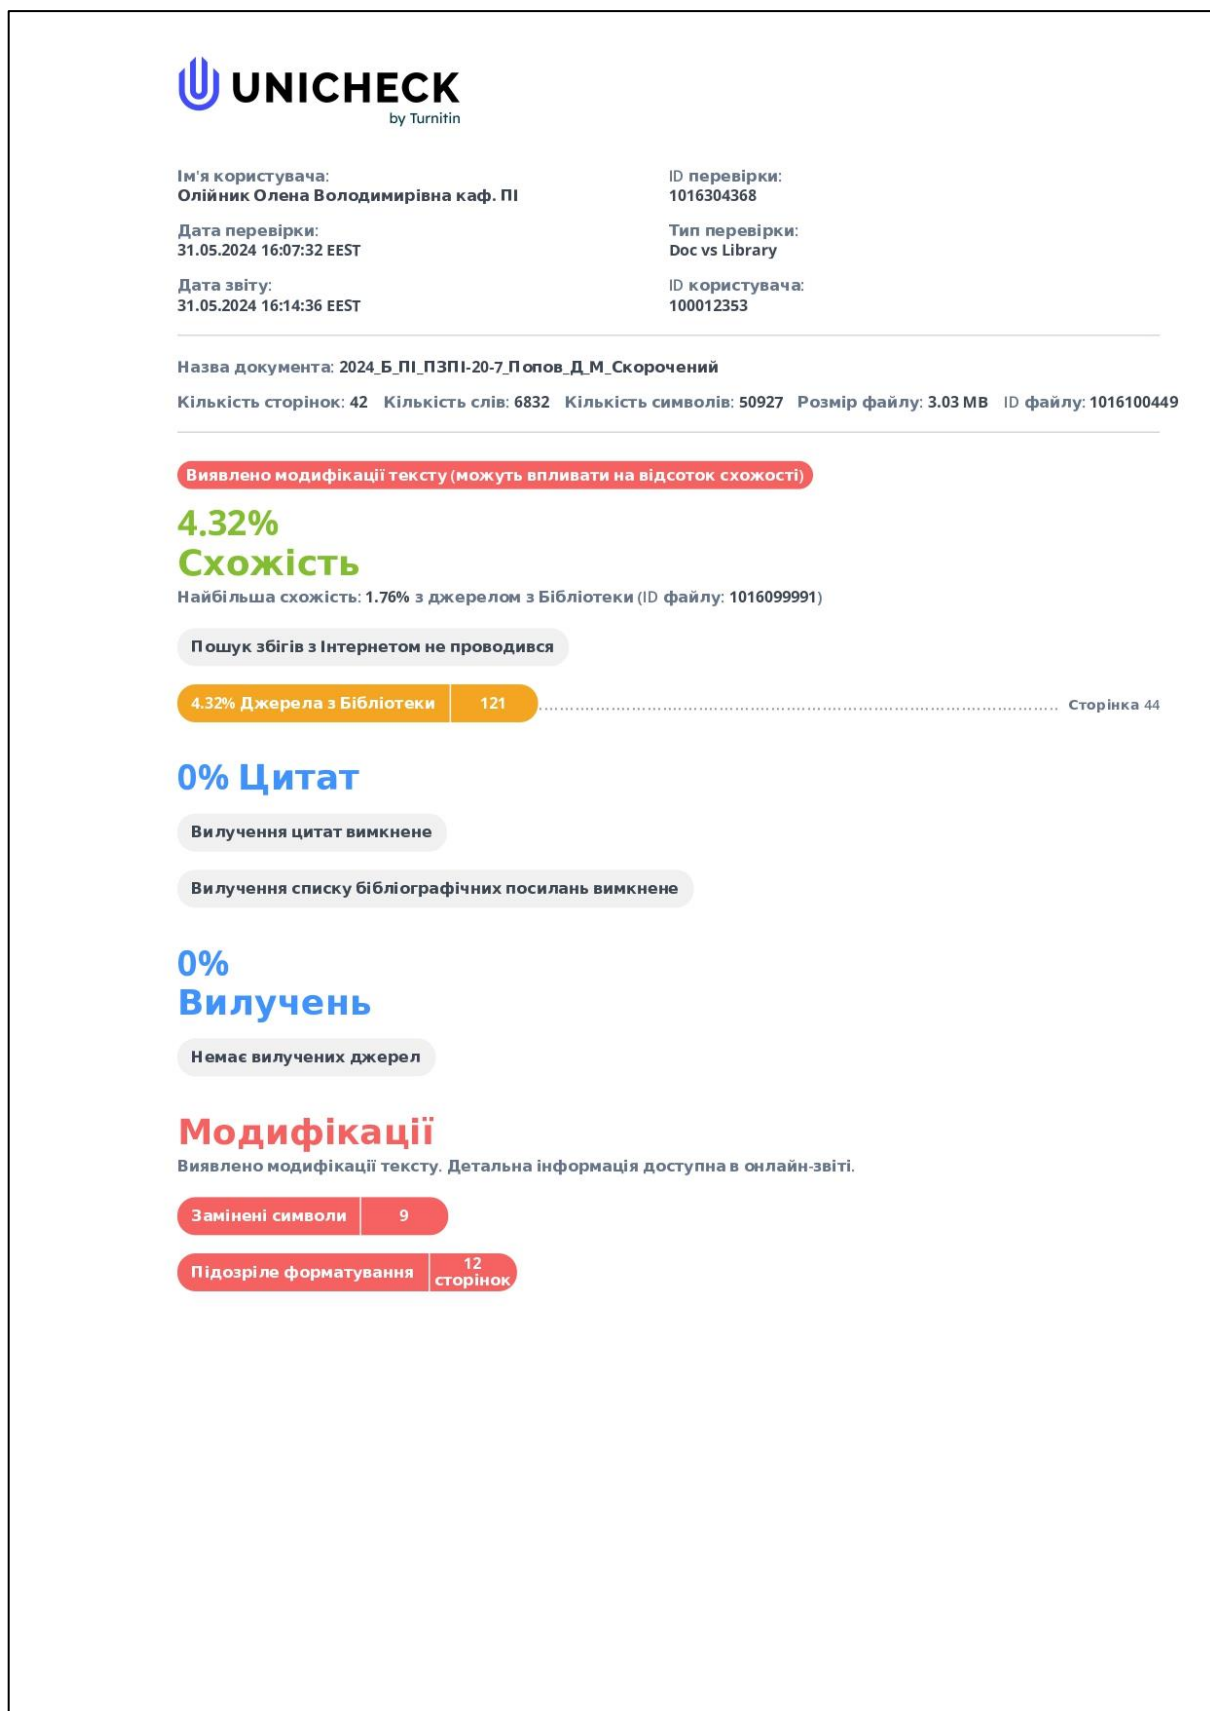 UNICHECK
by Turnitin
Ім'я користувача:
Олійник Олена Володимирівна каф. ПІ
ID перевірки:
1016304368
Дата перевірки:
31.05.2024 16:07:32 EEST
Тип перевірки:
Doc vs Library
Дата звіту:
31.05.2024 16:14:36 EEST
ID користувача:
100012353
Назва документа: 2024_Б_ПІ_ПЗПІ-20-7_Попов_Д_М_Скорочений
Кількість сторінок: 42 Кількість слів: 6832 Кількість символів: 50927 Розмір файлу: 3.03 MB ID файлу: 1016100449
Виявлено модифікації тексту (можуть впливати на відсоток схожості)
4.32%
Схожість
Найбільша схожість: 1.76% з джерелом з Бібліотеки (ID файлу: 1016099991)
Пошук збігів з Інтернетом не проводився
4.32% Джерела з Бібліотеки 121 Сторінка 44
0% Цитат
Вилучення цитат вимкнене
Вилучення списку бібліографічних посилань вимкнене
0%
Вилучень
Немає вилучених джерел
Модифікації
Виявлено модифікації тексту. Детальна інформація доступна в онлайн-звіті.
Замінені символи 9
Підозріле форматування 12 сторінок